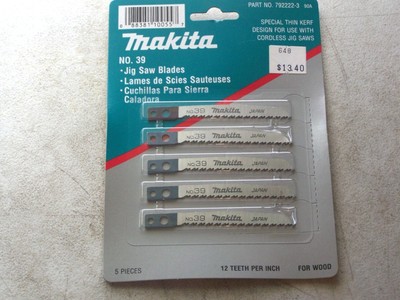 0 88381 10055
PART NO. 792222-3
SPECIAL THIN KERF
DESIGN FOR USE WITH
CORDLESS JIG SAWS
makita
NO. 39
• Jig Saw Blades
• Lames de Scies Sauteuses
• Cuchillas Para Sierra
Caladora
648
$13.40
NO.39 makita JAPAN
NO.39 makita JAPAN
NO.39 makita JAPAN
NO.39 makita JAPAN
NO.39 makita JAPAN
5 PIECES
12 TEETH PER INCH
FOR WOOD